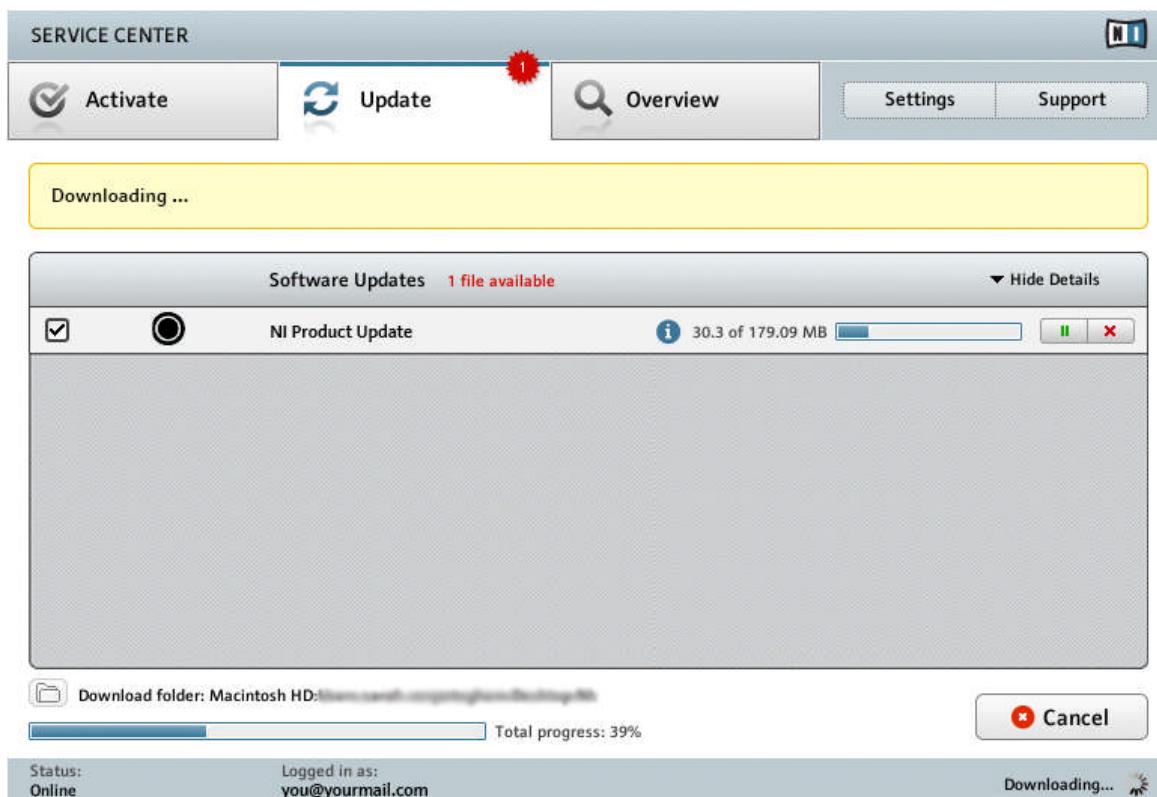 SERVICE CENTER
NI
Activate
Update
1
Overview
Settings
Support
Downloading ...
Software Updates 1 file available
Hide Details
NI Product Update
30.3 of 179.09 MB
Download folder: Macintosh HD:
Total progress: 39%
Cancel
Status:
Online
Logged in as:
you@yourmail.com
Downloading...